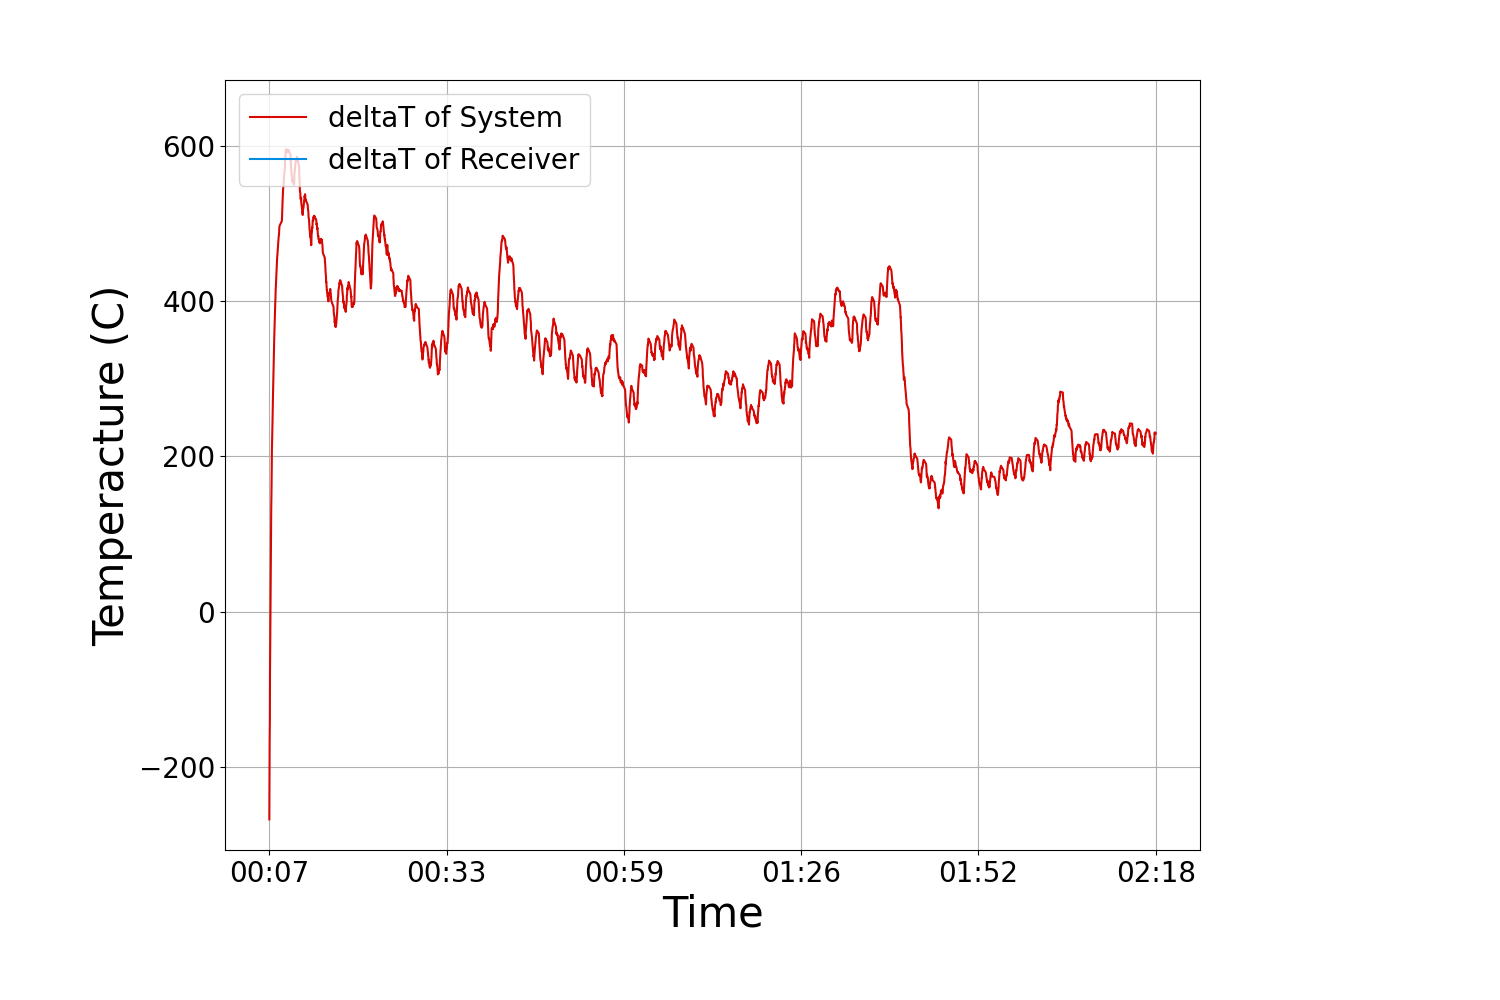 deltaT of System
deltaT of Receiver
600
400
200
0
−200
Temperacture (C)
00:07 00:33 00:59 01:26 01:52 02:18
Time